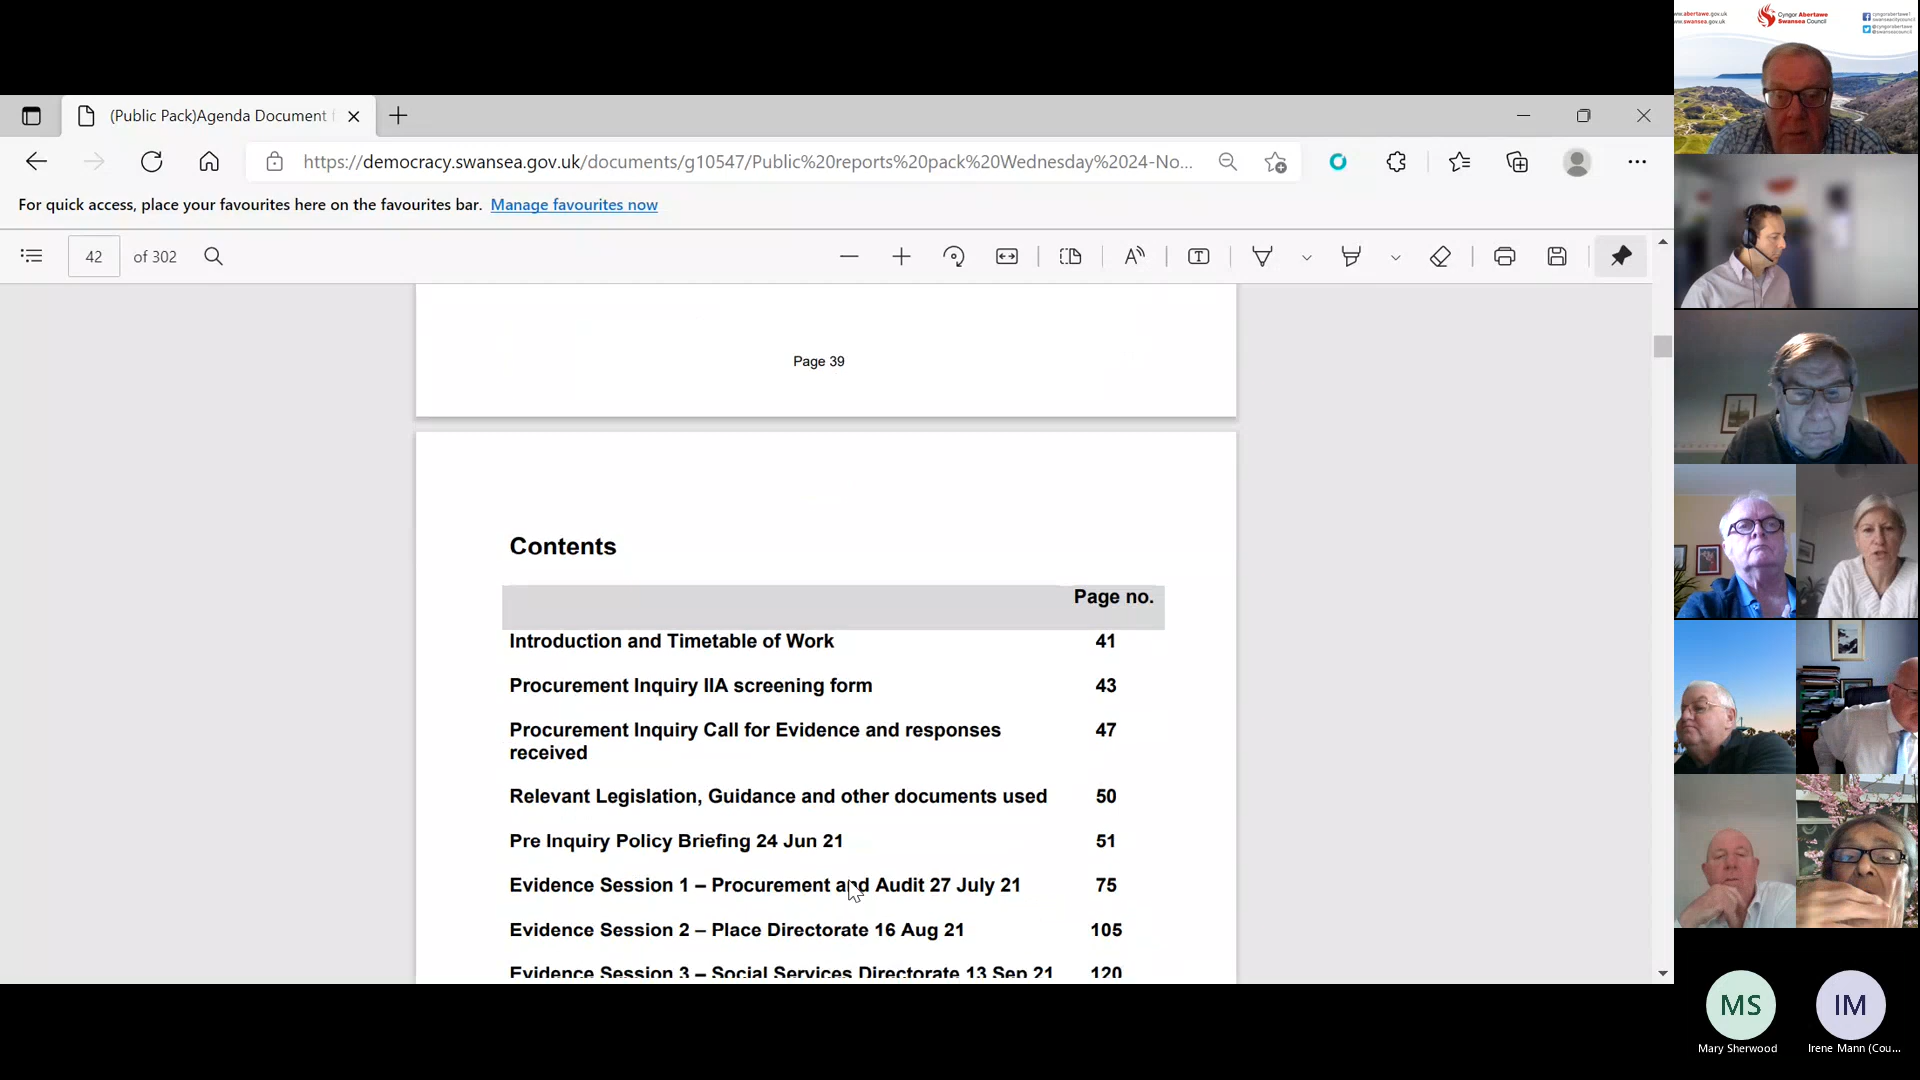 (Public Pack)Agenda Document
https://democracy.swansea.gov.uk/documents/g10547/Public%20reports%20pack%20Wednesday%2024-No...
For quick access, place your favourites here on the favourites bar. Manage favourites now
42 of 302
Page 39
Contents
Page no.
Introduction and Timetable of Work 41
Procurement Inquiry IIA screening form 43
Procurement Inquiry Call for Evidence and responses 47
received
Relevant Legislation, Guidance and other documents used 50
Pre Inquiry Policy Briefing 24 Jun 21 51
Evidence Session 1 – Procurement and Audit 27 July 21 75
Evidence Session 2 – Place Directorate 16 Aug 21 105
Evidence Session 3 – Social Services Directorate 13 Sep 21 120
Cyngor Abertawe
Swansea Council
MS
Mary Sherwood
IM
Irene Mann (Cou...